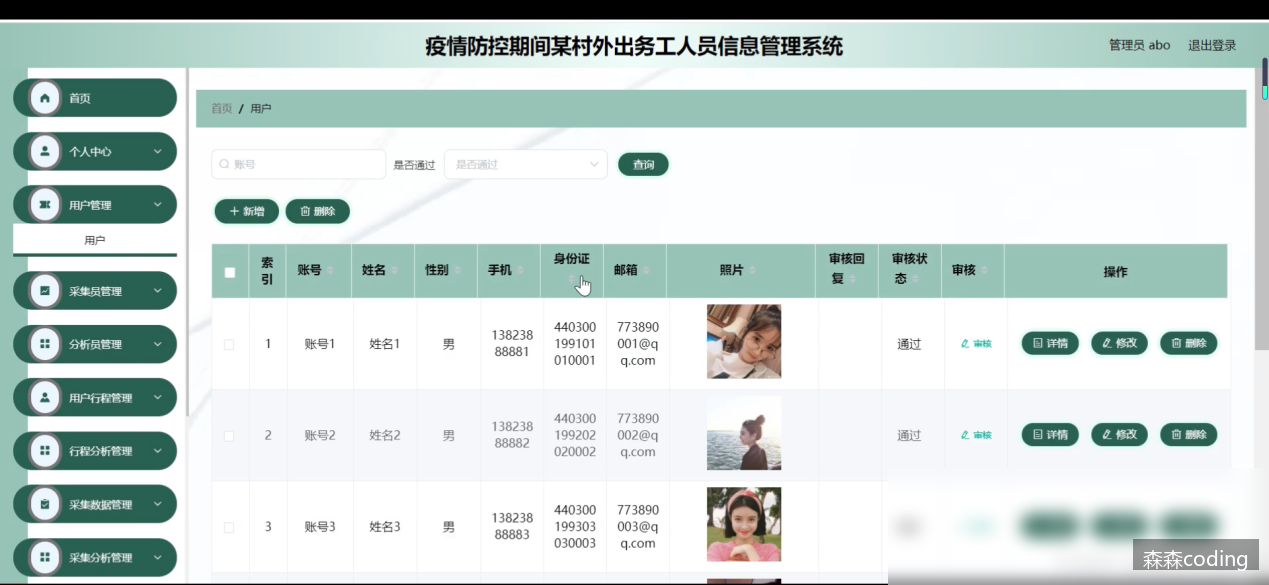 疫情防控期间某村外出务工人员信息管理系统
管理员 abo 退出登录
首页
个人中心
用户管理
用户
采集员管理
分析员管理
用户行程管理
行程分析管理
采集数据管理
采集分析管理
首页 / 用户
账号 是否通过 是否通过 查询
新增 删除
索引 账号 姓名 性别 手机 身份证 邮箱 照片 审核回复 审核状态 审核 操作
1 账号1 姓名1 男 13823888881 440300199101010001 773890001@qq.com 通过 审核 详情 修改 删除
2 账号2 姓名2 男 13823888882 440300199202020002 773890002@qq.com 通过 审核 详情 修改 删除
3 账号3 姓名3 男 13823888883 440300199303030003 773890003@qq.com
森森coding